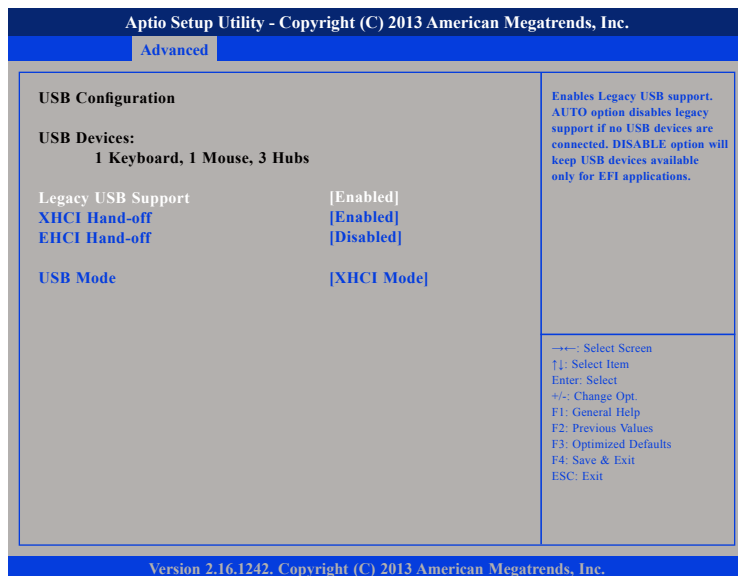 Aptio Setup Utility - Copyright (C) 2013 American Megatrends, Inc.
Advanced
USB Configuration
USB Devices:
1 Keyboard, 1 Mouse, 3 Hubs
Legacy USB Support [Enabled]
XHCI Hand-off [Enabled]
EHCI Hand-off [Disabled]
USB Mode [XHCI Mode]
Enables Legacy USB support.
AUTO option disables legacy
support if no USB devices are
connected. DISABLE option will
keep USB devices available
only for EFI applications.
→←: Select Screen
↑↓: Select Item
Enter: Select
+/-: Change Opt.
F1: General Help
F2: Previous Values
F3: Optimized Defaults
F4: Save & Exit
ESC: Exit
Version 2.16.1242. Copyright (C) 2013 American Megatrends, Inc.